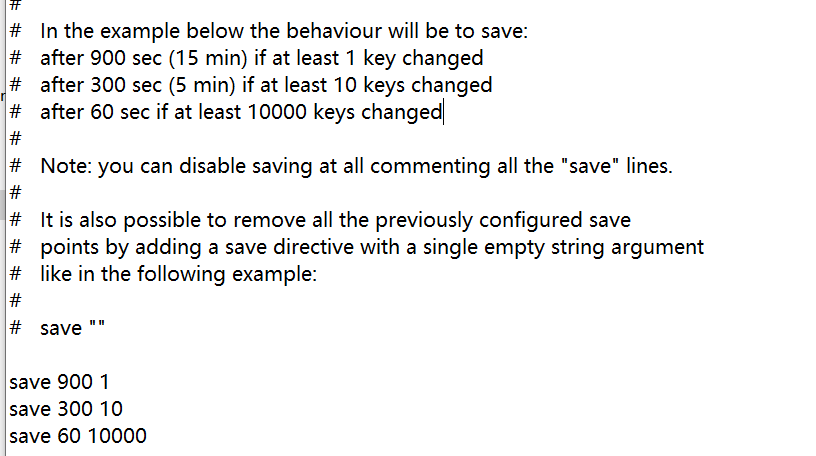 #
# In the example below the behaviour will be to save:
# after 900 sec (15 min) if at least 1 key changed
# after 300 sec (5 min) if at least 10 keys changed
# after 60 sec if at least 10000 keys changed
#
# Note: you can disable saving at all commenting all the "save" lines.
#
# It is also possible to remove all the previously configured save
# points by adding a save directive with a single empty string argument
# like in the following example:
#
# save ""
save 900 1
save 300 10
save 60 10000